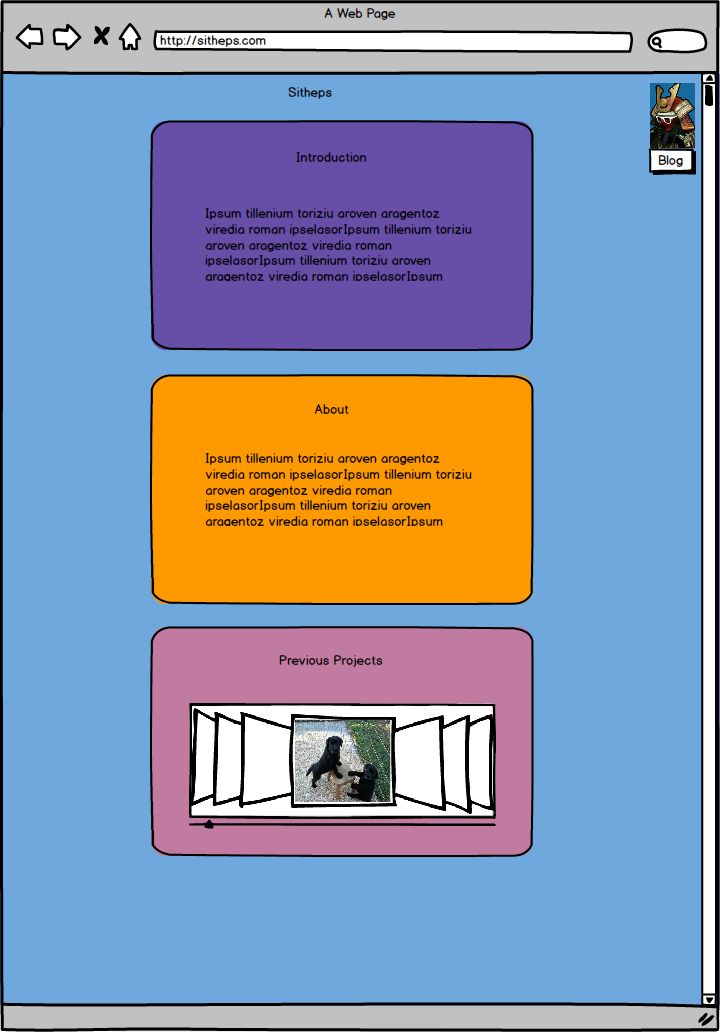 A Web Page
http://sitheps.com
Sitheps
Blog
Introduction
Ipsum tillenium toriziu aroven aragentoz
viredia roman ipselasorIpsum tillenium toriziu
aroven aragentoz viredia roman
ipselasorIpsum tillenium toriziu aroven
aragentoz viredia roman ipselasorIpsum
About
Ipsum tillenium toriziu aroven aragentoz
viredia roman ipselasorIpsum tillenium toriziu
aroven aragentoz viredia roman
ipselasorIpsum tillenium toriziu aroven
aragentoz viredia roman ipselasorIpsum
Previous Projects